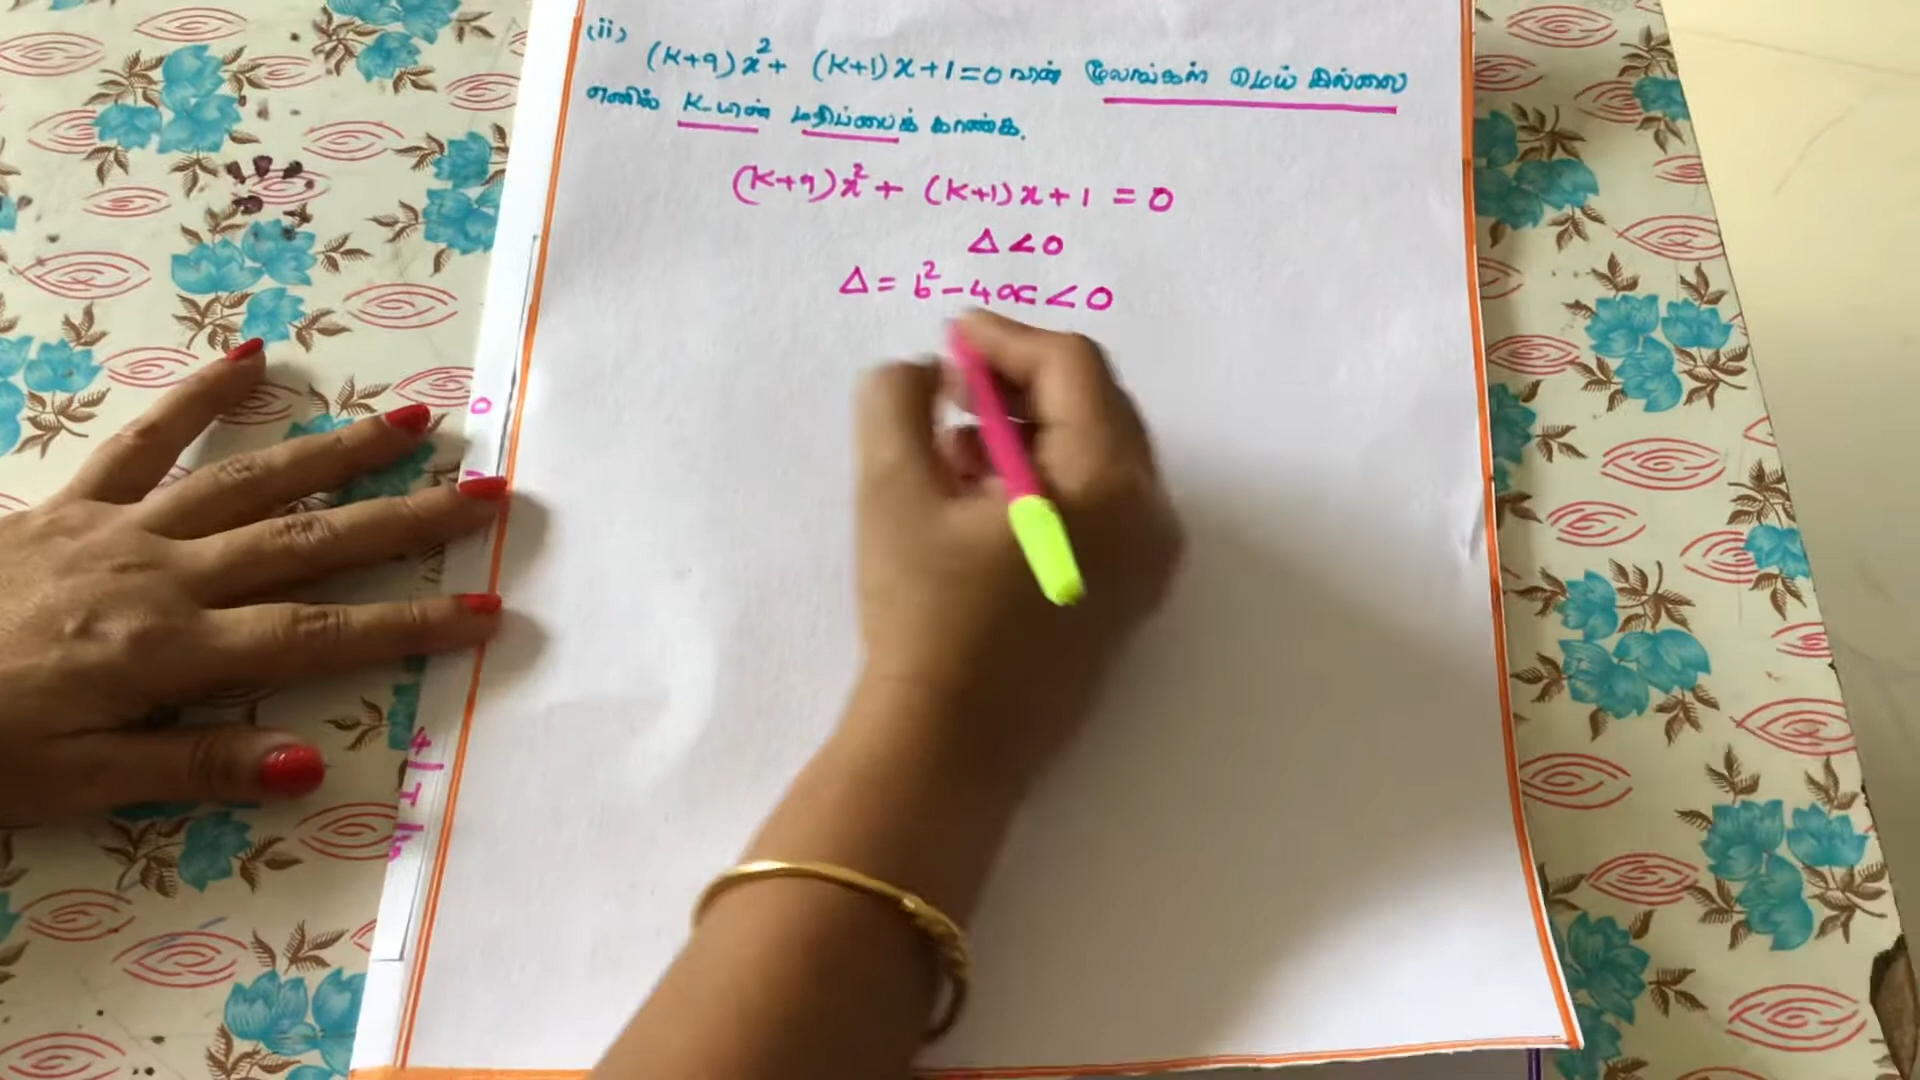 (ii)
(K+9)x² + (K+1)x+1=0 வின் மூலங்கள் மெய் இல்லை
எனில் K-யின் மதிப்பைக் காண்க.
(K+9)x² + (K+1)x+1 = 0
Δ<0
Δ= b²-4ac<0